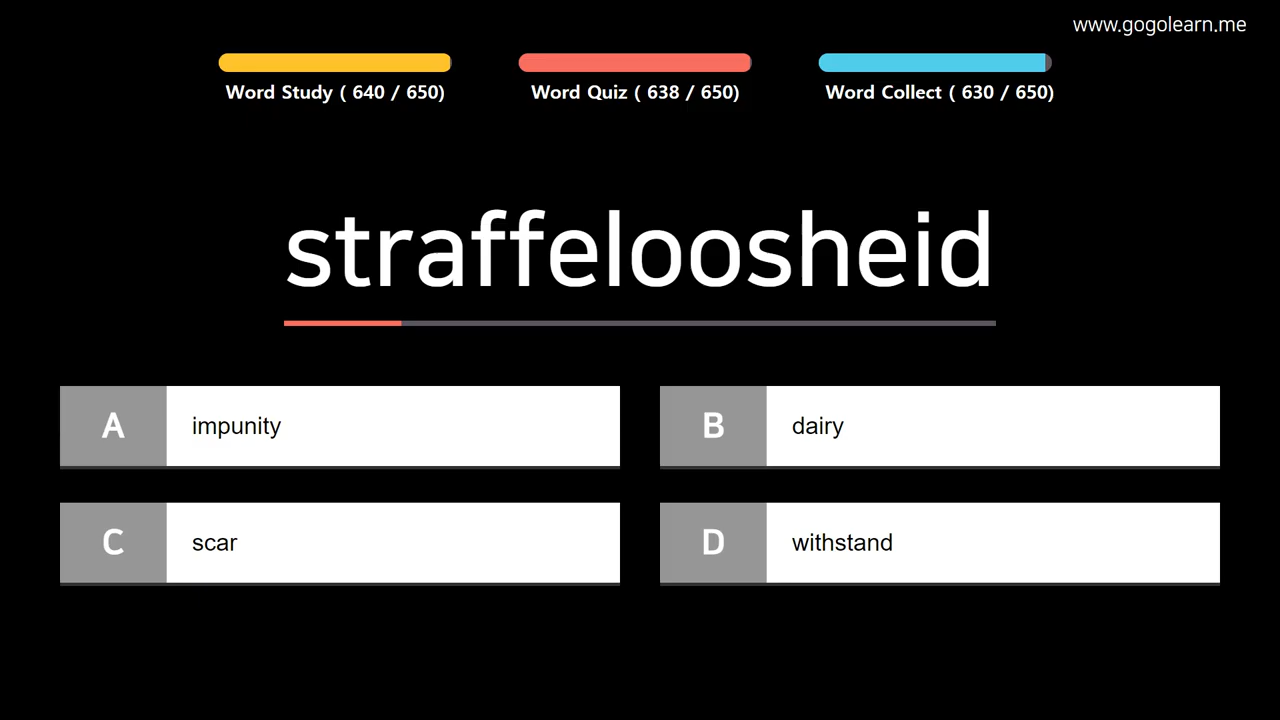 www.gogolearn.me
Word Study ( 640 / 650)
Word Quiz ( 638 / 650)
Word Collect ( 630 / 650)
straffeloosheid
A impunity
B dairy
C scar
D withstand